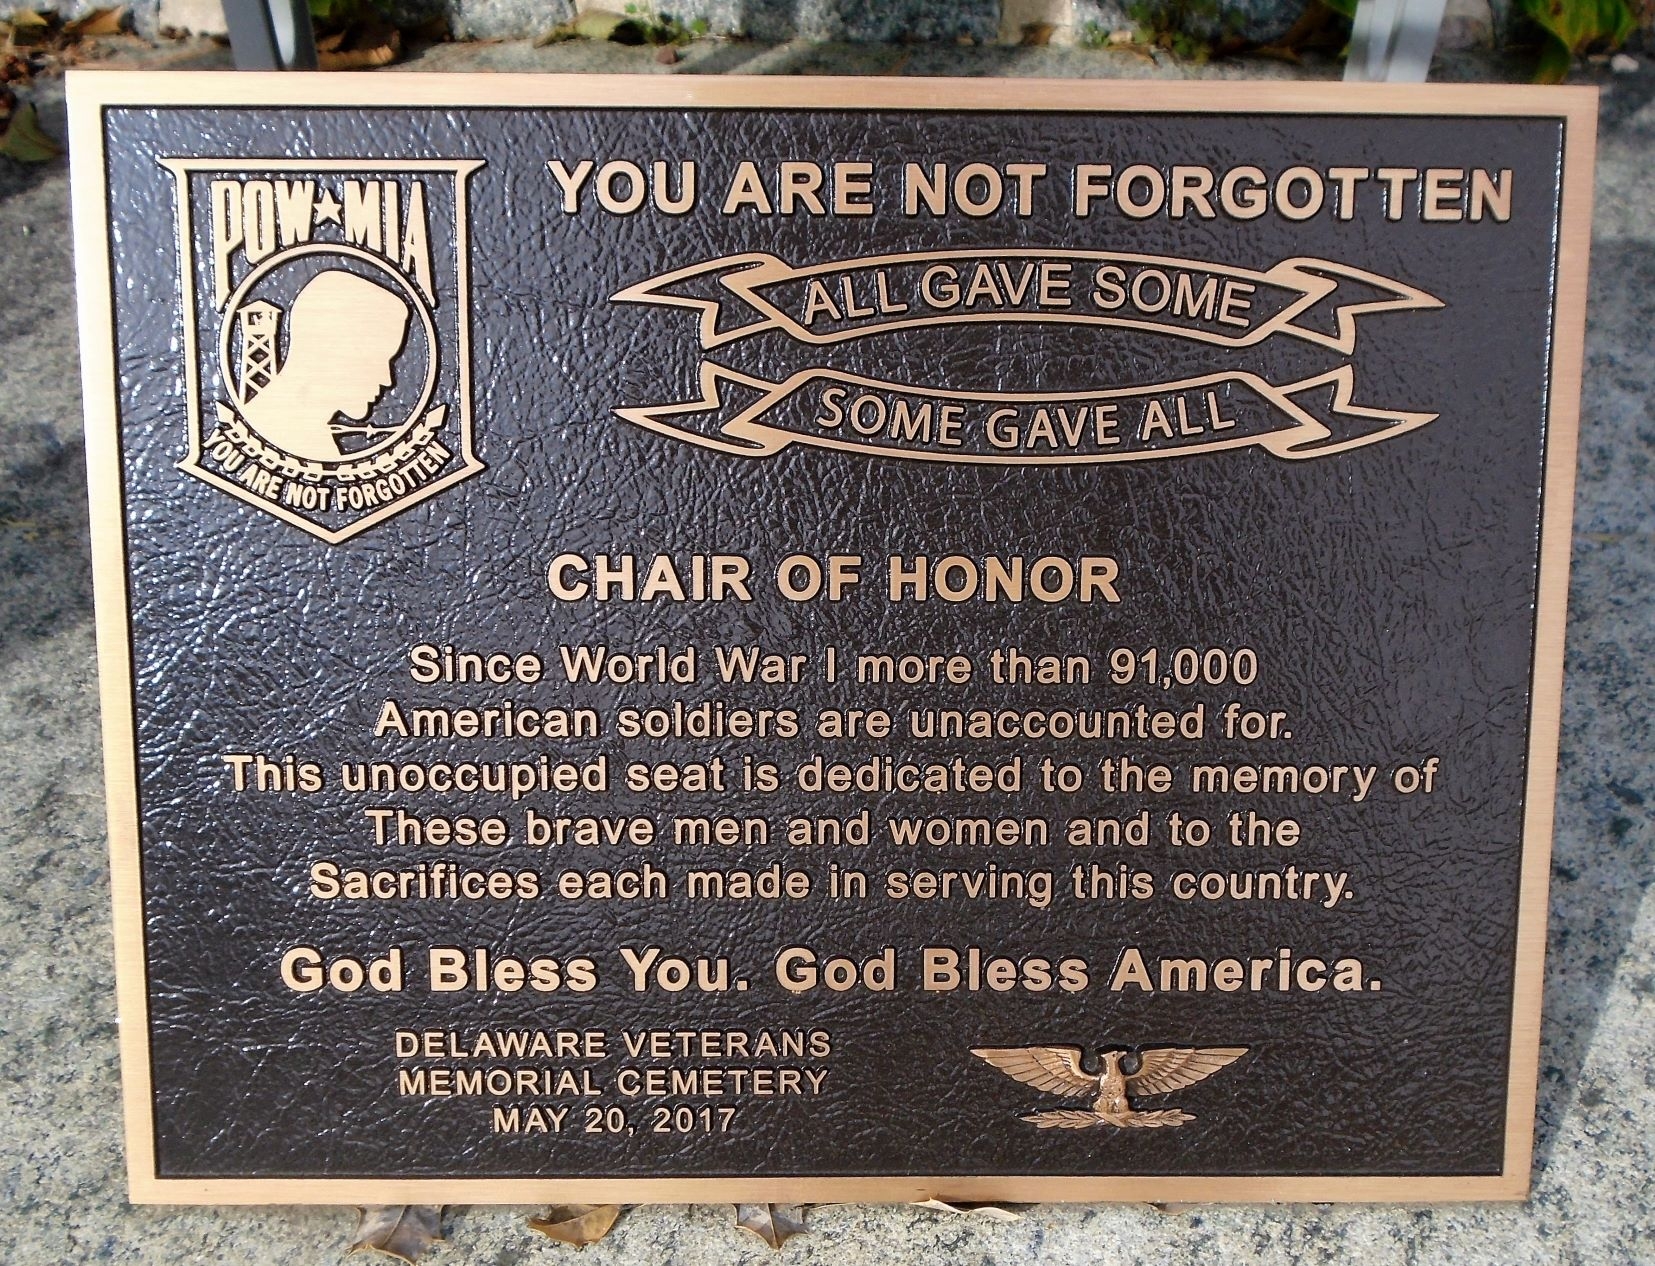 POW★MIA
YOU ARE NOT FORGOTTEN
YOU ARE NOT FORGOTTEN
ALL GAVE SOME
SOME GAVE ALL
CHAIR OF HONOR
Since World War I more than 91,000
American soldiers are unaccounted for.
This unoccupied seat is dedicated to the memory of
These brave men and women and to the
Sacrifices each made in serving this country.
God Bless You. God Bless America.
DELAWARE VETERANS
MEMORIAL CEMETERY
MAY 20, 2017